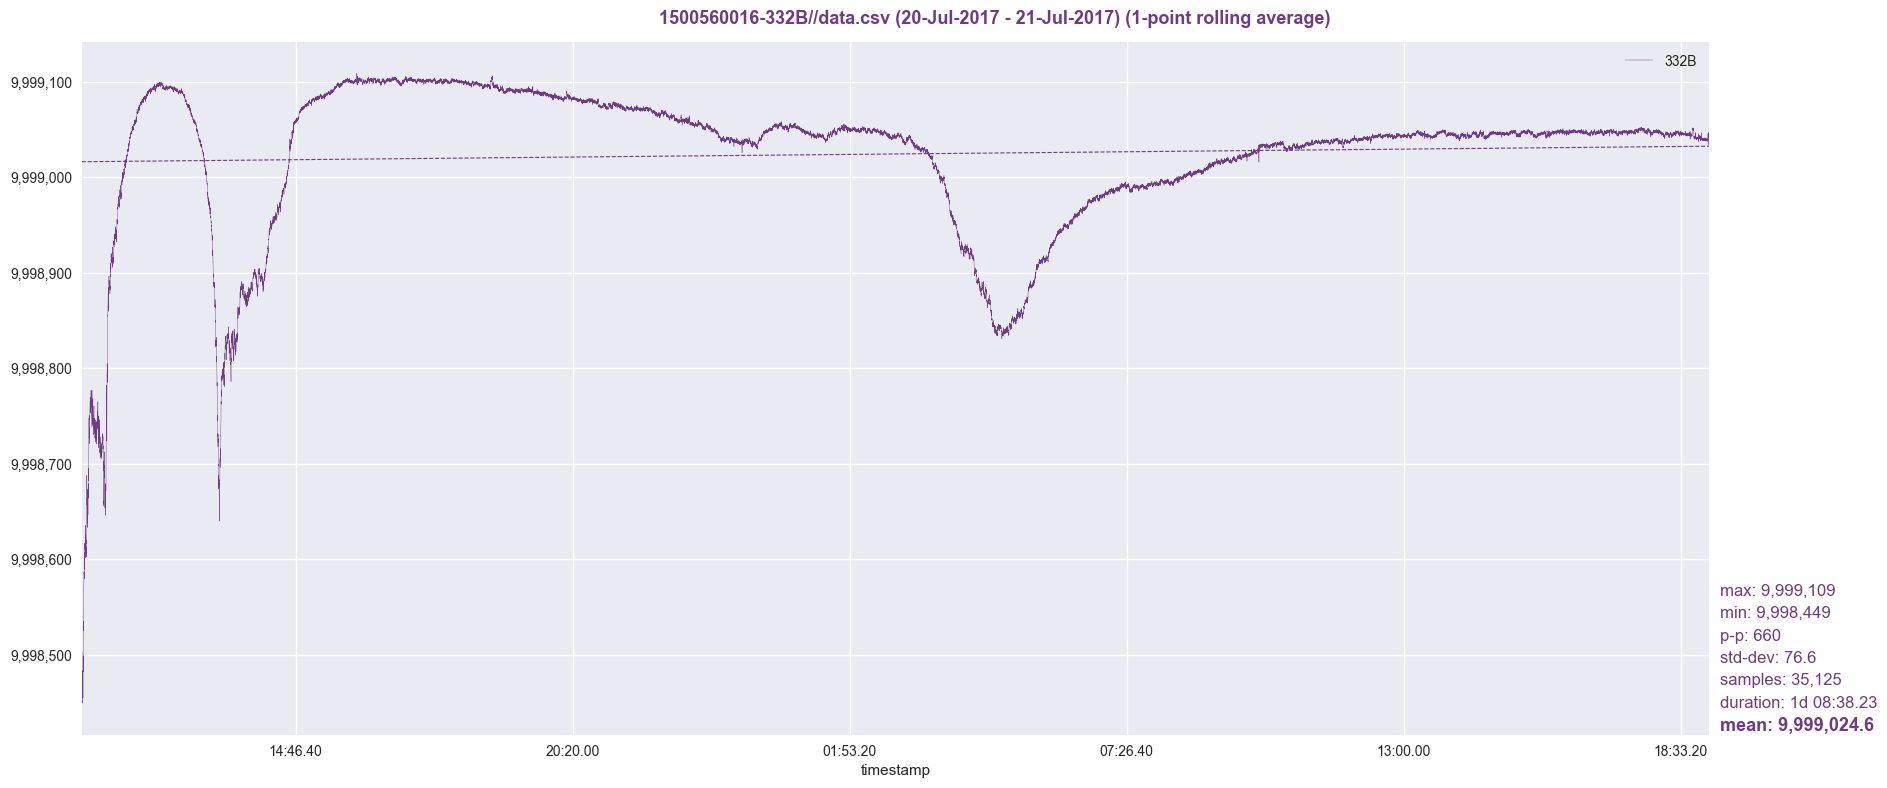 1500560016-332B//data.csv (20-Jul-2017 - 21-Jul-2017) (1-point rolling average)
332B
9,999,100
9,999,000
9,998,900
9,998,800
9,998,700
9,998,600
9,998,500
max: 9,999,109
min: 9,998,449
p-p: 660
std-dev: 76.6
samples: 35,125
duration: 1d 08:38.23
mean: 9,999,024.6
14:46.40 20:20.00 01:53.20 07:26.40 13:00.00 18:33.20
timestamp